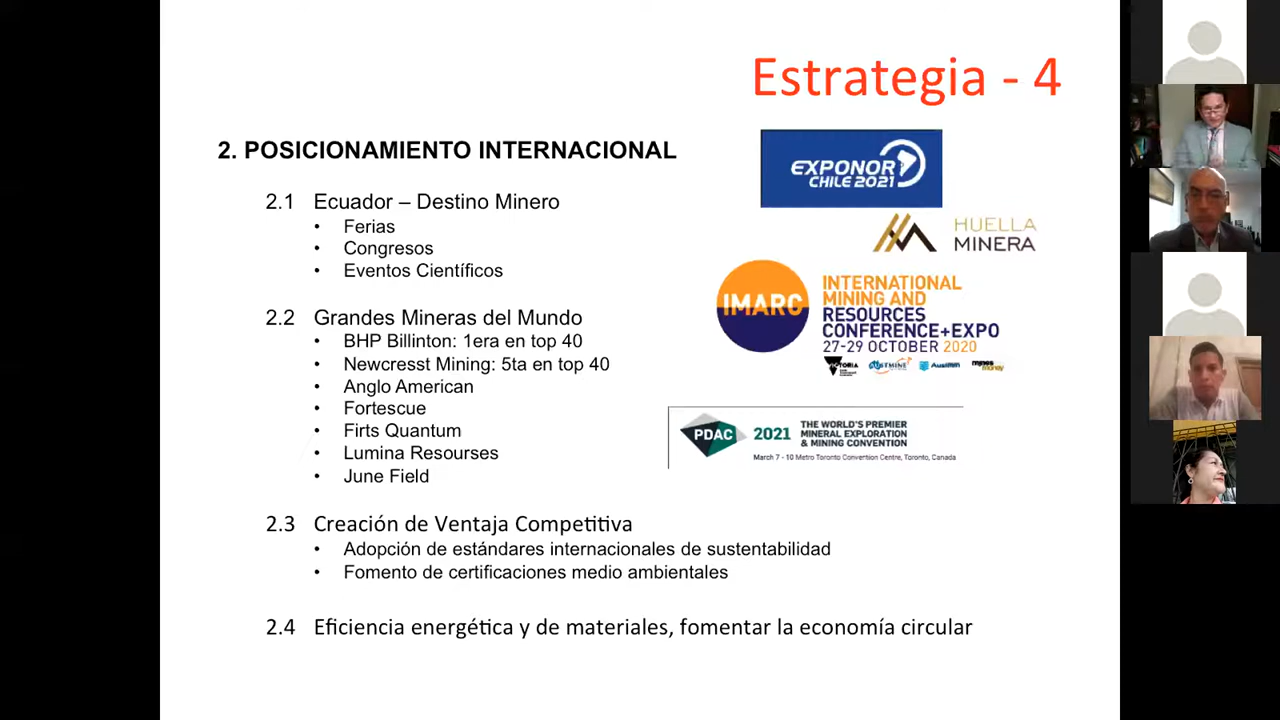 Estrategia - 4
2. POSICIONAMIENTO INTERNACIONAL
2.1 Ecuador – Destino Minero
• Ferias
• Congresos
• Eventos Científicos
2.2 Grandes Mineras del Mundo
• BHP Billinton: 1era en top 40
• Newcresst Mining: 5ta en top 40
• Anglo American
• Fortescue
• Firts Quantum
• Lumina Resourses
• June Field
2.3 Creación de Ventaja Competitiva
• Adopción de estándares internacionales de sustentabilidad
• Fomento de certificaciones medio ambientales
2.4 Eficiencia energética y de materiales, fomentar la economía circular
EXPONOR
CHILE 2021
HUELLA
MINERA
IMARC
INTERNATIONAL
MINING AND
RESOURCES
CONFERENCE+EXPO
27-29 OCTOBER 2020
VICTORIA
AUSTMINE
AusIMM
mines
money
PDAC 2021
THE WORLD'S PREMIER
MINERAL EXPLORATION
& MINING CONVENTION
March 7 - 10 Metro Toronto Convention Centre, Toronto, Canada